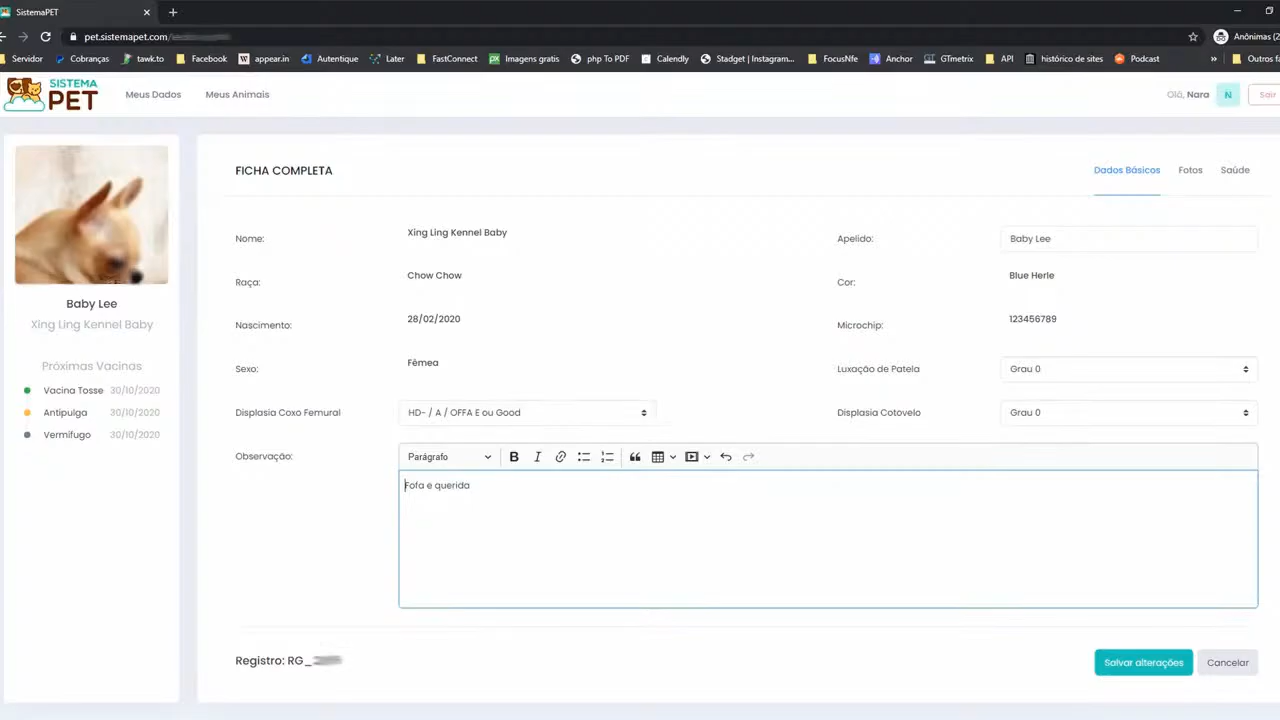 SistemaPET
pet.sistemapet.com/
Anônimas (2
Servidor Cobranças tawk.to Facebook appear.in Autentique Later FastConnect Imagens gratis php To PDF Calendly Stadget | Instagram... FocusNfe Anchor GTmetrix API histórico de sites Podcast » Outros fa
SISTEMA
PET
Meus Dados Meus Animais
Olá, Nara N Sair
FICHA COMPLETA
Dados Básicos Fotos Saúde
Nome: Xing Ling Kennel Baby Apelido: Baby Lee
Raça: Chow Chow Cor: Blue Herle
Nascimento: 28/02/2020 Microchip: 123456789
Sexo: Fêmea Luxação de Patela Grau 0
Displasia Coxo Femural HD- / A / OFFA E ou Good Displasia Cotovelo Grau 0
Observação: Parágrafo B I
Fofa e querida
Registro: RG_
Salvar alterações Cancelar
Baby Lee
Xing Ling Kennel Baby
Próximas Vacinas
Vacina Tosse 30/10/2020
Antipulga 30/10/2020
Vermífugo 30/10/2020